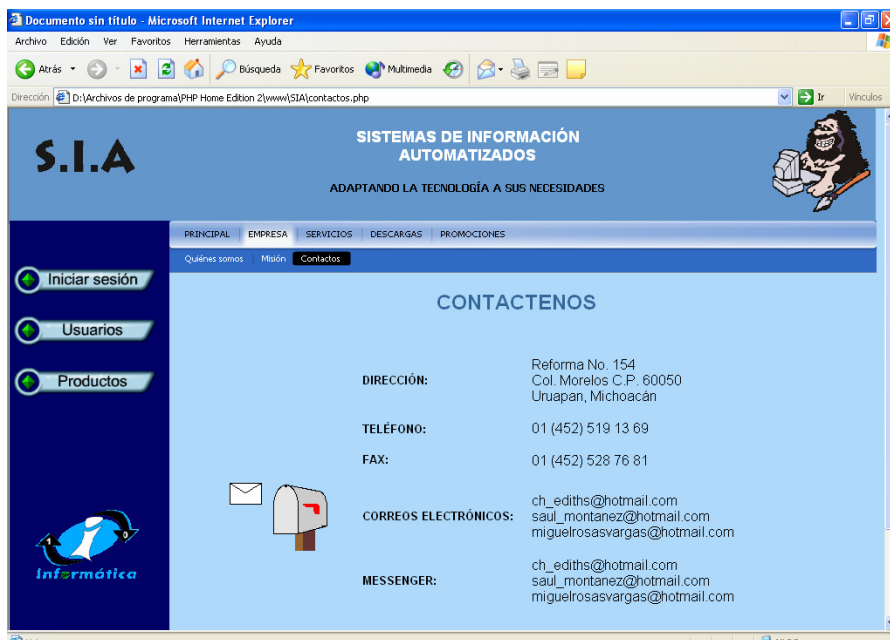 Documento sin título - Microsoft Internet Explorer
Archivo Edición Ver Favoritos Herramientas Ayuda
Atrás Búsqueda Favoritos Multimedia
Dirección D:\Archivos de programa\PHP Home Edition 2\www\SIA\contactos.php Ir Vínculos
S.I.A
SISTEMAS DE INFORMACIÓN
AUTOMATIZADOS
ADAPTANDO LA TECNOLOGÍA A SUS NECESIDADES
PRINCIPAL EMPRESA SERVICIOS DESCARGAS PROMOCIONES
Quiénes somos Misión Contactos
Iniciar sesión
Usuarios
Productos
CONTACTENOS
DIRECCIÓN:
Reforma No. 154
Col. Morelos C.P. 60050
Uruapan, Michoacán
TELÉFONO: 01 (452) 519 13 69
FAX: 01 (452) 528 76 81
CORREOS ELECTRÓNICOS:
ch_ediths@hotmail.com
saul_montanez@hotmail.com
miguelrosasvargas@hotmail.com
MESSENGER:
ch_ediths@hotmail.com
saul_montanez@hotmail.com
miguelrosasvargas@hotmail.com
1 0
Informática